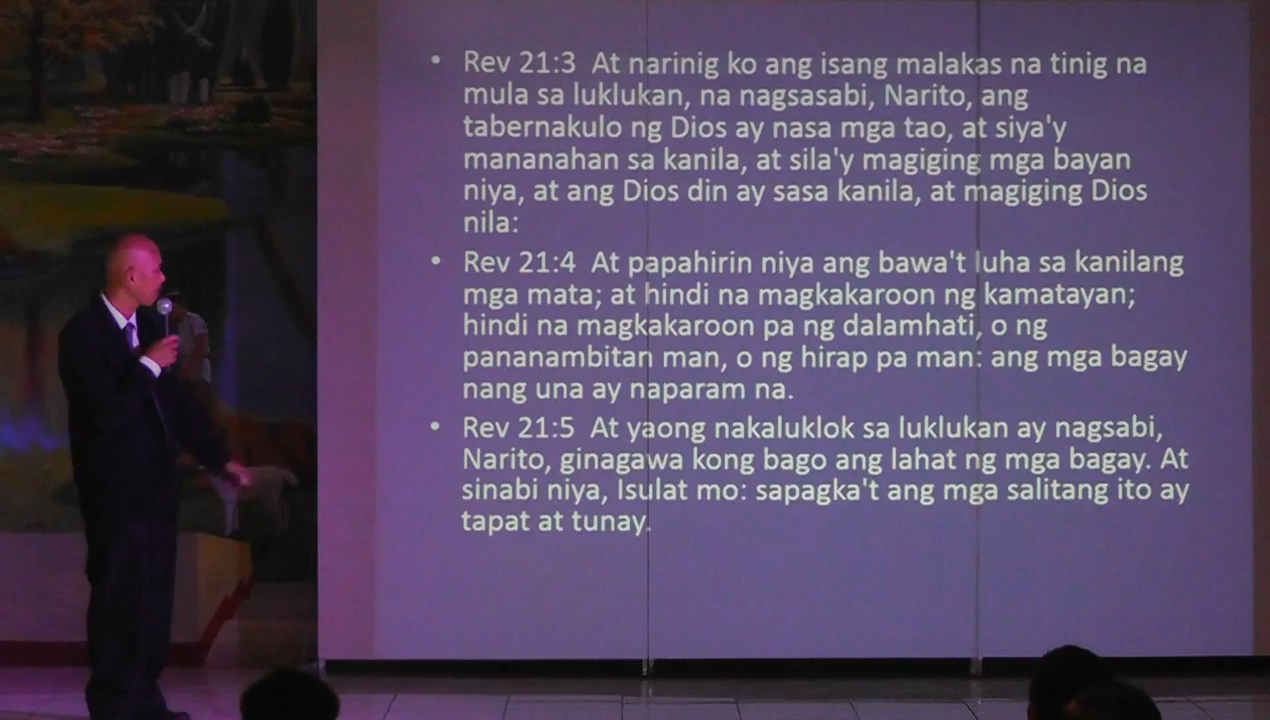 • Rev 21:3 At narinig ko ang isang malakas na tinig na
mula sa luklukan, na nagsasabi, Narito, ang
tabernakulo ng Dios ay nasa mga tao, at siya'y
mananahan sa kanila, at sila'y magiging mga bayan
niya, at ang Dios din ay sasa kanila, at magiging Dios
nila:
• Rev 21:4 At papahirin niya ang bawa't luha sa kanilang
mga mata; at hindi na magkakaroon ng kamatayan;
hindi na magkakaroon pa ng dalamhati, o ng
pananambitan man, o ng hirap pa man: ang mga bagay
nang una ay naparam na.
• Rev 21:5 At yaong nakaluklok sa luklukan ay nagsabi,
Narito, ginagawa kong bago ang lahat ng mga bagay. At
sinabi niya, Isulat mo: sapagka't ang mga salitang ito ay
tapat at tunay.